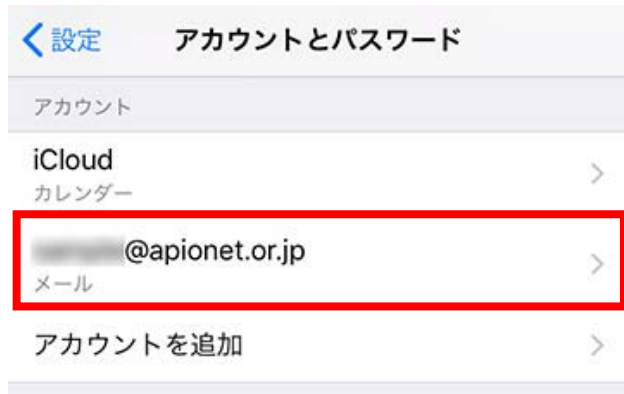 設定 アカウントとパスワード
アカウント
iCloud
カレンダー
@apionet.or.jp
メール
アカウントを追加